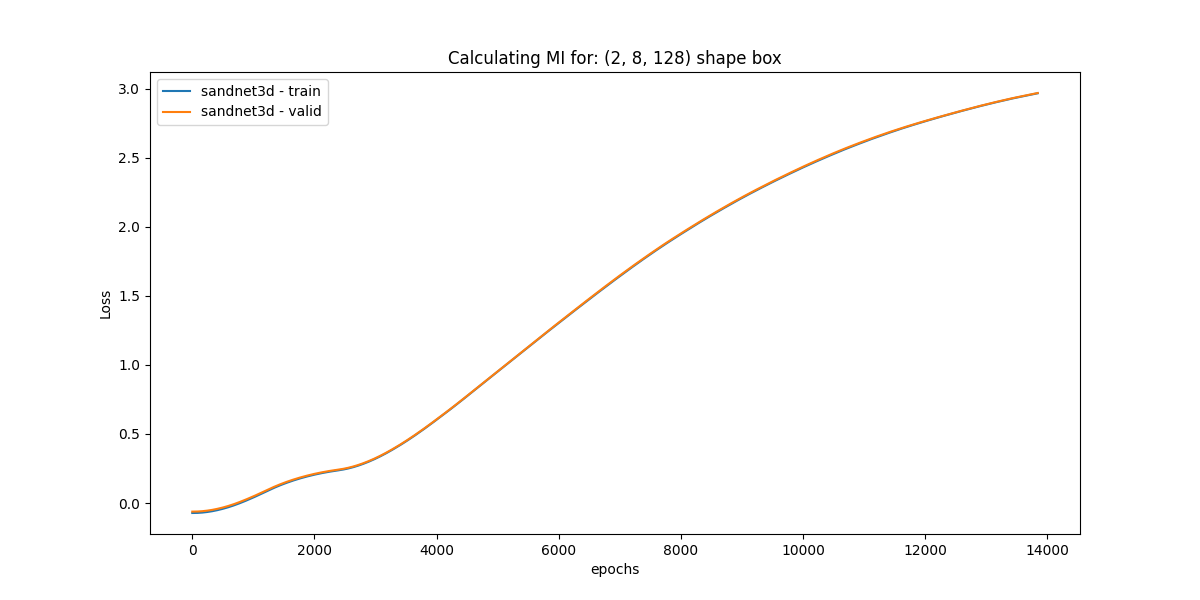 Calculating MI for: (2, 8, 128) shape box
sandnet3d - train
sandnet3d - valid
3.0
2.5
2.0
1.5
1.0
0.5
0.0
Loss
0 2000 4000 6000 8000 10000 12000 14000
epochs